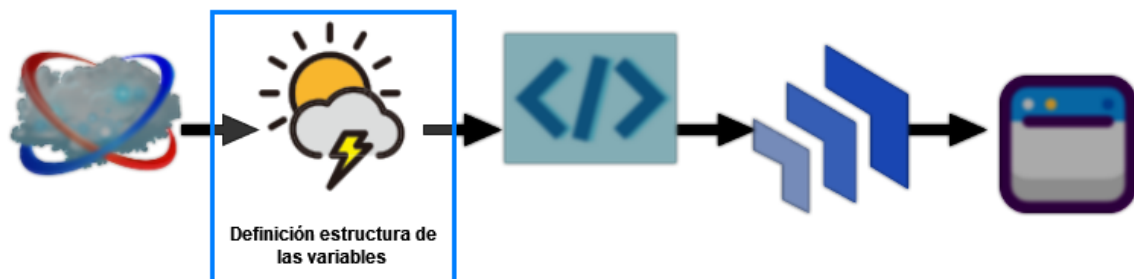 </>
Definición estructura de
las variables